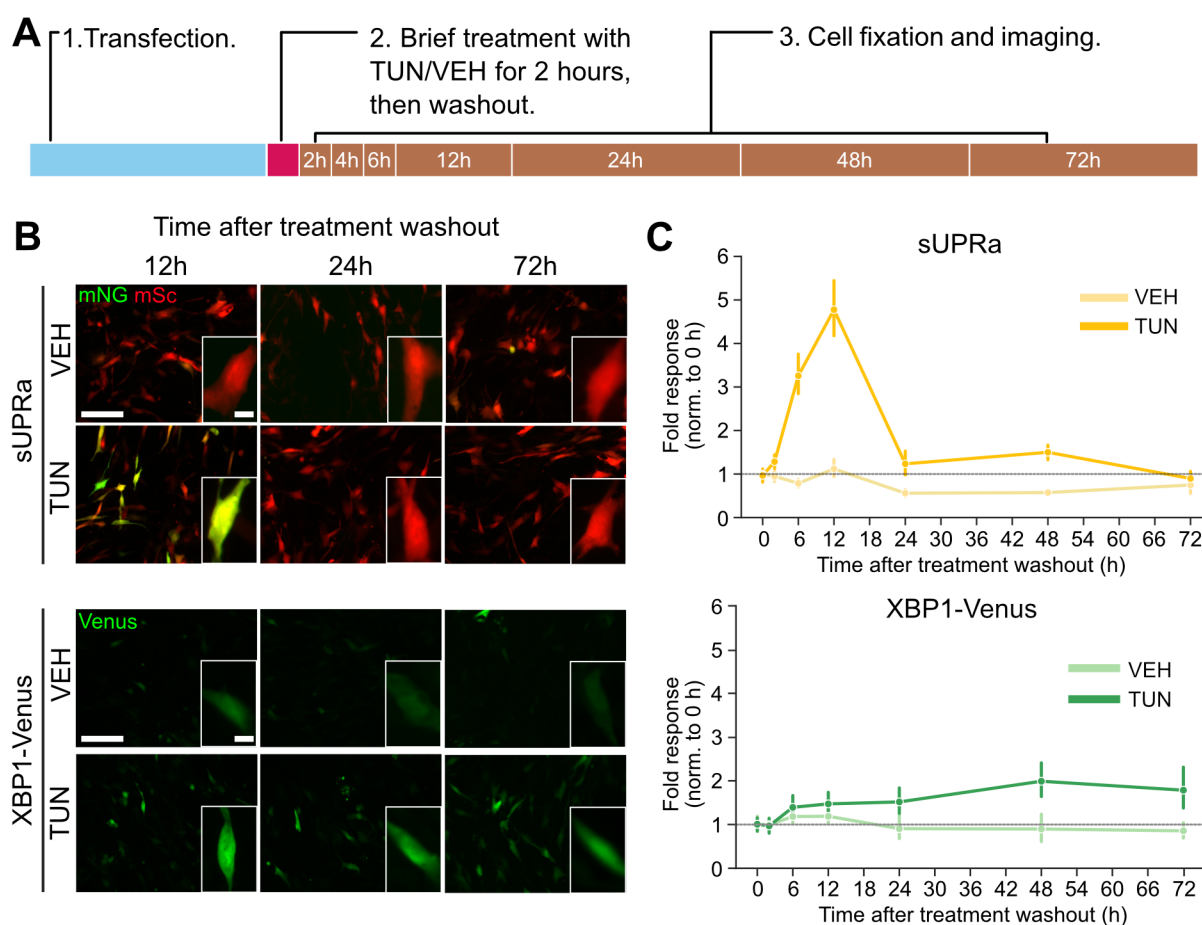 A
1.Transfection.
2. Brief treatment with
TUN/VEH for 2 hours,
then washout.
3. Cell fixation and imaging.
2h 4h 6h 12h 24h 48h 72h
B
Time after treatment washout
12h 24h 72h
mNG mSc
VEH
TUN
sUPRa
Venus
VEH
TUN
XBP1-Venus
C
sUPRa
6
5
4
3
2
1
0
Fold response
(norm. to 0 h)
VEH
TUN
0 6 12 18 24 30 36 42 48 54 60 66 72
Time after treatment washout (h)
XBP1-Venus
6
5
4
3
2
1
0
Fold response
(norm. to 0 h)
VEH
TUN
0 6 12 18 24 30 36 42 48 54 60 66 72
Time after treatment washout (h)